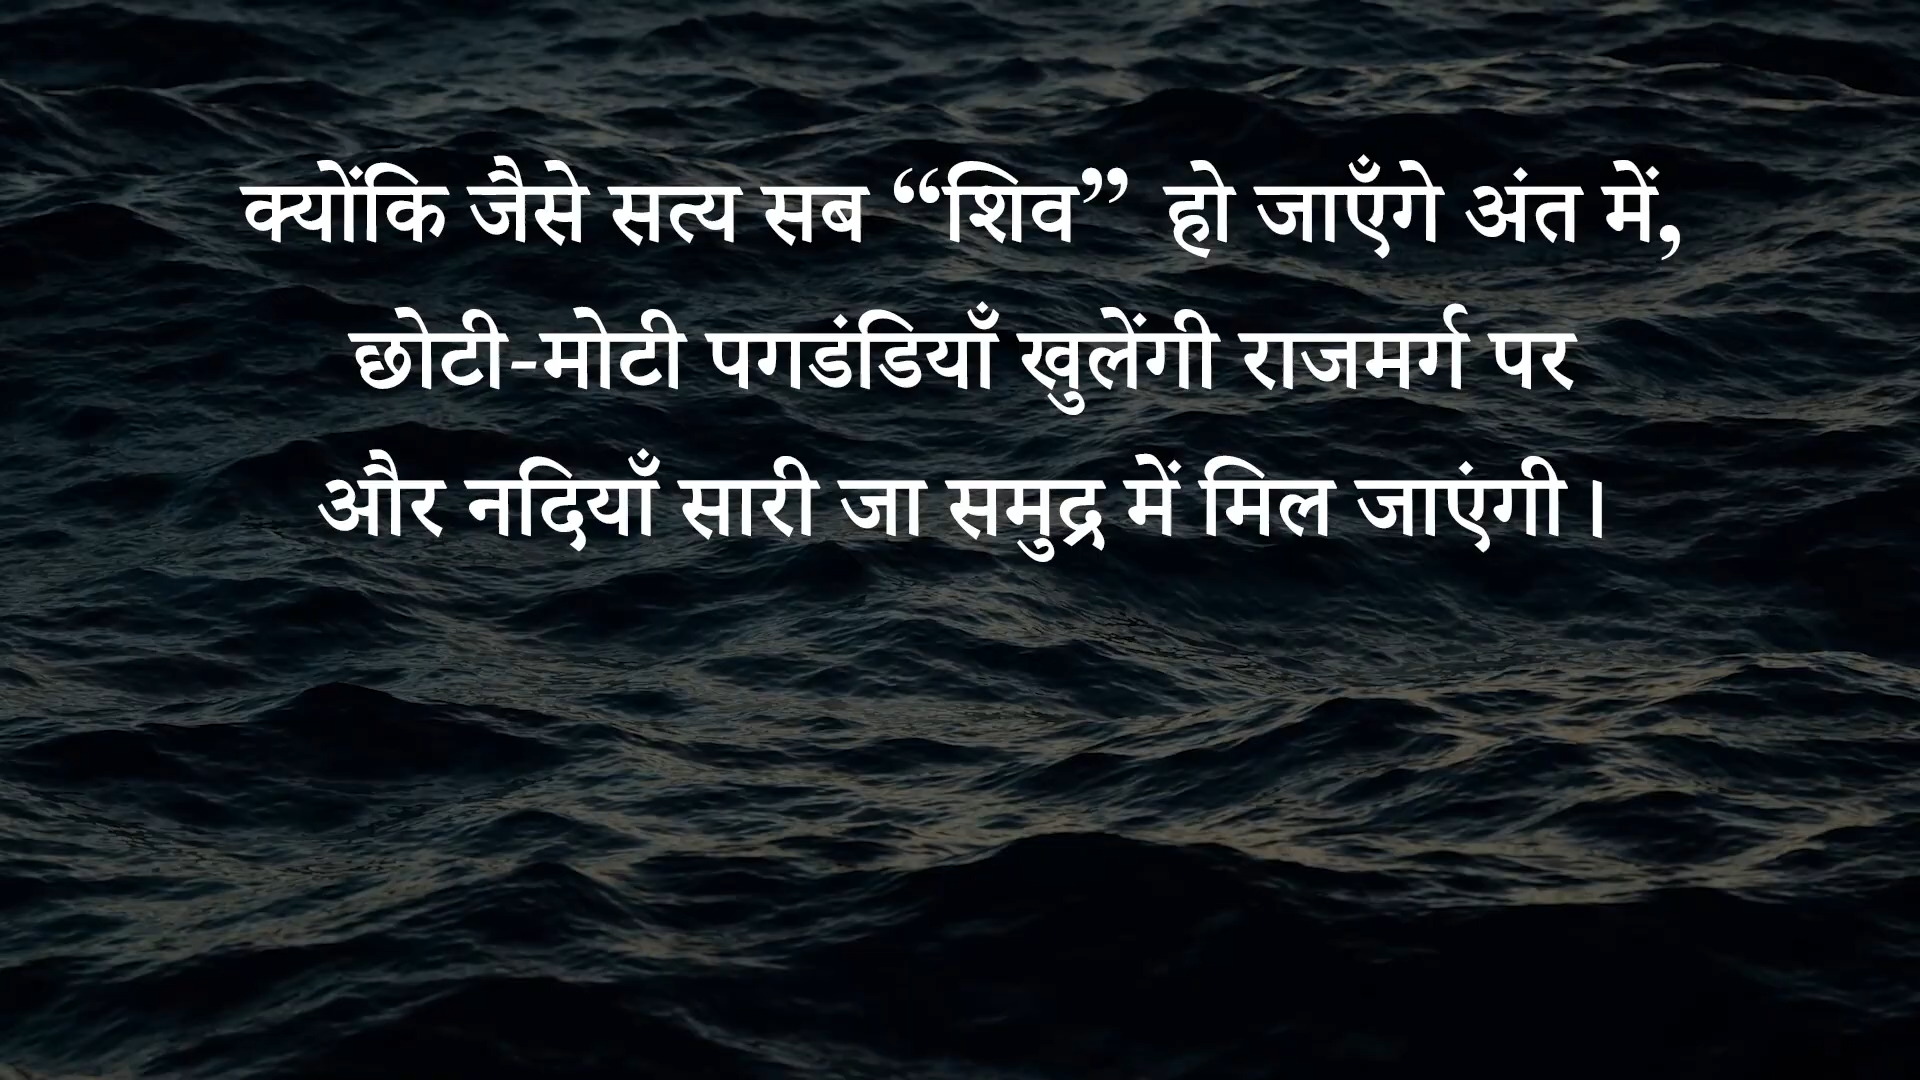 क्योंकि जैसे सत्य सब “शिव” हो जाएँगे अंत में,
छोटी-मोटी पगडंडियाँ खुलेंगी राजमर्ग पर
और नदियाँ सारी जा समुद्र में मिल जाएंगी।